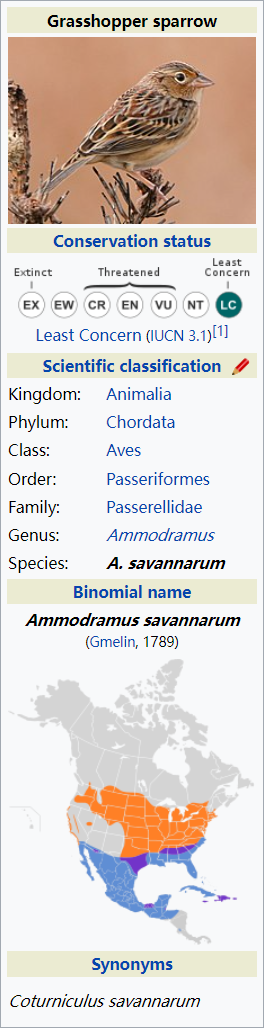 Grasshopper sparrow
Conservation status
Extinct
Threatened
Least
Concern
EX EW CR EN VU NT LC
Least Concern (IUCN 3.1)[1]
Scientific classification
Kingdom: Animalia
Phylum: Chordata
Class: Aves
Order: Passeriformes
Family: Passerellidae
Genus: Ammodramus
Species: A. savannarum
Binomial name
Ammodramus savannarum
(Gmelin, 1789)
Synonyms
Coturniculus savannarum